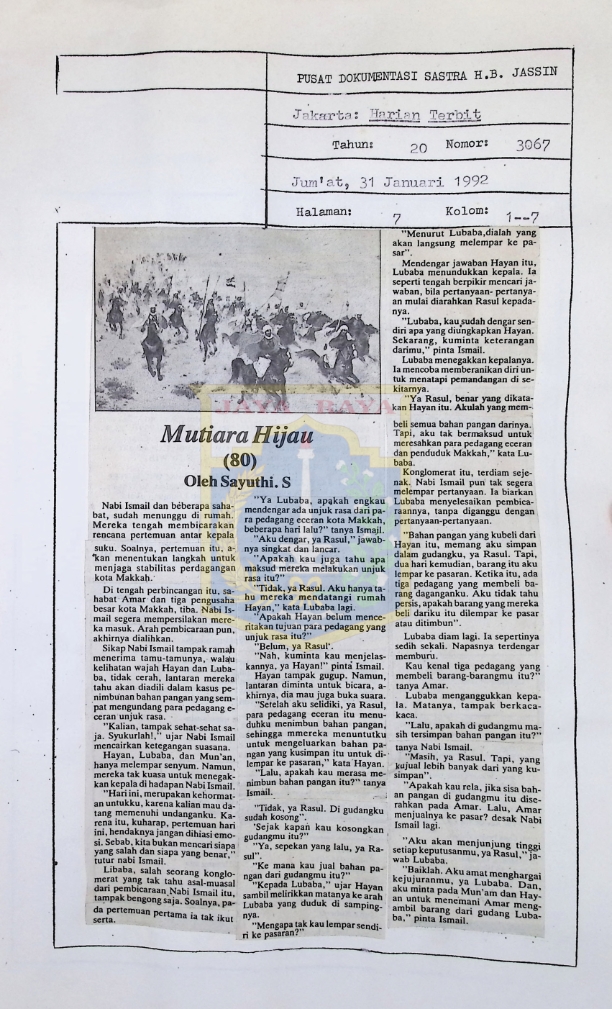 PUSAT DOKUMENTASI SASTRA H.B. JASSIN
Jakarta: Harian Terbit
Tahun: 20 Nomor: 3067
Jum'at, 31 Januari 1992
Halaman: 7 Kolom: 1--7
JAYA RAYA
Mutiara Hijau
(80)
Oleh Sayuthi. S
Nabi Ismail dan beberapa saha-
bat, sudah menunggu di rumah.
Mereka tengah membicarakan
rencana pertemuan antar kepala
suku. Soalnya, pertemuan itu, a-
kan menentukan langkah untuk
menjaga stabilitas perdagangan
kota Makkah.
Di tengah perbincangan itu, sa-
habat Amar dan tiga pengusaha
besar kota Makkah, tiba. Nabi Is-
mail segera mempersilakan mere-
ka masuk. Arah pembicaraan pun,
akhirnya dialihkan.
Sikap Nabi Ismail tampak ramah
menerima tamu-tamunya, walau
kelihatan wajah Hayan dan Luba-
ba, tidak cerah, lantaran mereka
tahu akan diadili dalam kasus pe-
nimbunan bahan pangan yang sem-
pat mengundang para pedagang e-
ceran unjuk rasa.
"Kalian, tampak sehat-sehat sa-
ja. Syukurlah!," ujar Nabi Ismail
mencairkan ketegangan suasana.
Hayan, Lubaba, dan Mun'an,
hanya melempar senyum. Namun,
mereka tak kuasa untuk menegak-
kan kepala di hadapan Nabi Ismail.
"Hari ini, merupakan kehormat-
an untukku, karena kalian mau da-
tang memenuhi undanganku. Ka-
rena itu, kuharap, pertemuan hari
ini, hendaknya jangan dihiasi emo-
si. Sebab, kita bukan mencari siapa
yang salah dan siapa yang benar,"
tutur nabi Ismail.
Libaba, salah seorang konglo-
merat yang tak tahu asal-muasal
dari pembicaraan Nabi Ismail itu,
tampak bengong saja. Soalnya, pa-
da pertemuan pertama ia tak ikut
serta.
"Ya Lubaba, apakah engkau
mendengar ada unjuk rasa dari pa-
ra pedagang eceran kota Makkah,
beberapa hari lalu?" tanya Ismail.
"Aku dengar, ya Rasul," jawab-
nya singkat dan lancar.
"Apakah kau juga tahu apa
maksud mereka melakukan unjuk
rasa itu?"
"Tidak, ya Rasul. Aku hanya ta-
hu mereka mendatangi rumah
Hayan," kata Lubaba lagi.
"Apakah Hayan belum mence-
ritakan tujuan para pedagang yang
unjuk rasa itu?"
"Belum, ya Rasul'.
"Nah, kuminta kau menjelas-
kannya, ya Hayan!" pinta Ismail.
Hayan tampak gugup. Namun,
lantaran diminta untuk bicara, a-
khirnya, dia mau juga buka suara.
"Setelah aku selidiki, ya Rasul,
para pedagang eceran itu menu-
duhku menimbun bahan pangan,
sehingga mmereka menuntutku
untuk mengeluarkan bahan pa-
ngan yang kusimpan itu untuk di-
lempar ke pasaran," kata Hayan.
"Lalu, apakah kau merasa me-
nimbun bahan pangan itu?" tanya
Ismail.
"Tidak, ya Rasul. Di gudangku
sudah kosong".
'Sejak kapan kau kosongkan
gudangmu itu?"
"Ya, sepekan yang lalu, ya Ra-
sul".
"Ke mana kau jual bahan pa-
ngan dari gudangmu itu?"
"Kepada Lubaba," ujar Hayan
sambil melirikkan matanya ke arah
Lubaba yang duduk di samping-
nya.
"Mengapa tak kau lempar sendi-
ri ke pasaran?"
"Menurut Lubaba,dialah yang
akan langsung melempar ke pa-
sar".
Mendengar jawaban Hayan itu,
Lubaba menundukkan kepala. Ia
seperti tengah berpikir mencari ja-
waban, bila pertanyaan- pertanya-
an mulai diarahkan Rasul kepada-
nya.
"Lubaba, kau sudah dengar sen-
diri apa yang diungkapkan Hayan.
Sekarang, kuminta keterangan
darimu," pinta Ismail.
Lubaba menegakkan kepalanya.
Ia mencoba memberanikan diri un-
tuk menatapi pemandangan di se-
kitarnya.
"Ya Rasul, benar yang dikata-
kan Hayan itu. Akulah yang mem-
beli semua bahan pangan darinya.
Tapi, aku tak bermaksud untuk
meresahkan para pedagang eceran
dan penduduk Makkah," kata Lu-
baba.
Konglomerat itu, terdiam seje-
nak. Nabi Ismail pun tak segera
melempar pertanyaan. Ia biarkan
Lubaba menyelesaikan pembica-
raannya, tanpa diganggu dengan
pertanyaan-pertanyaan.
"Bahan pangan yang kubeli dari
Hayan itu, memang aku simpan
dalam gudangku, ya Rasul. Tapi,
dua hari kemudian, barang itu aku
lempar ke pasaran. Ketika itu, ada
tiga pedagang yang membeli ba-
rang daganganku. Aku tidak tahu
persis, apakah barang yang mereka
beli dariku itu dilempar ke pasar
atau ditimbun".
Lubaba diam lagi. Ia sepertinya
sedih sekali. Napasnya terdengar
memburu.
Kau kenal tiga pedagang yang
membeli barang-barangmu itu?"
tanya Amar.
Lubaba menganggukkan kepa-
la. Matanya, tampak berkaca-
kaca.
"Lalu, apakah di gudangmu ma-
sih tersimpan bahan pangan itu?"
tanya Nabi Ismail.
"Masih, ya Rasul. Tapi, yang
kujual lebih banyak dari yang ku-
simpan".
"Apakah kau rela, jika sisa bah-
an pangan di gudangmu itu dise-
rahkan pada Amar. Lalu, Amar
menjualnya ke pasar? desak Nabi
Ismail lagi.
"Aku akan menjunjung tinggi
setiap keputusanmu, ya Rasul," ja-
wab Lubaba.
"Baiklah. Aku amat menghargai
kejujuranmu, ya Lubaba. Dan,
aku minta pada Mun'am dan Hay-
an untuk menemani Amar meng-
ambil barang dari gudang Luba-
ba," pinta Ismail.